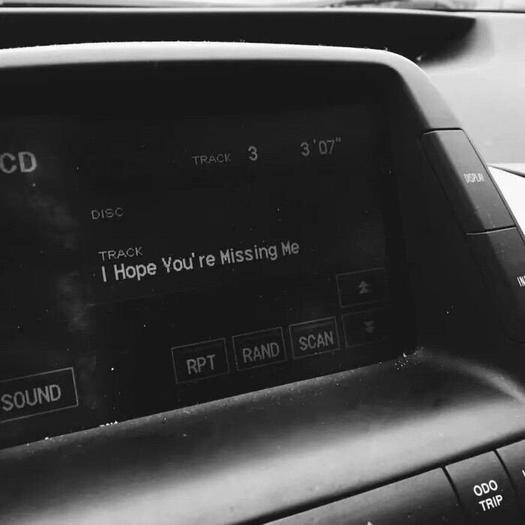 CD
TRACK 3 3'07"
DISC
TRACK
I Hope You're Missing Me
RPT RAND SCAN
SOUND
DISPLAY
ODO
TRIP